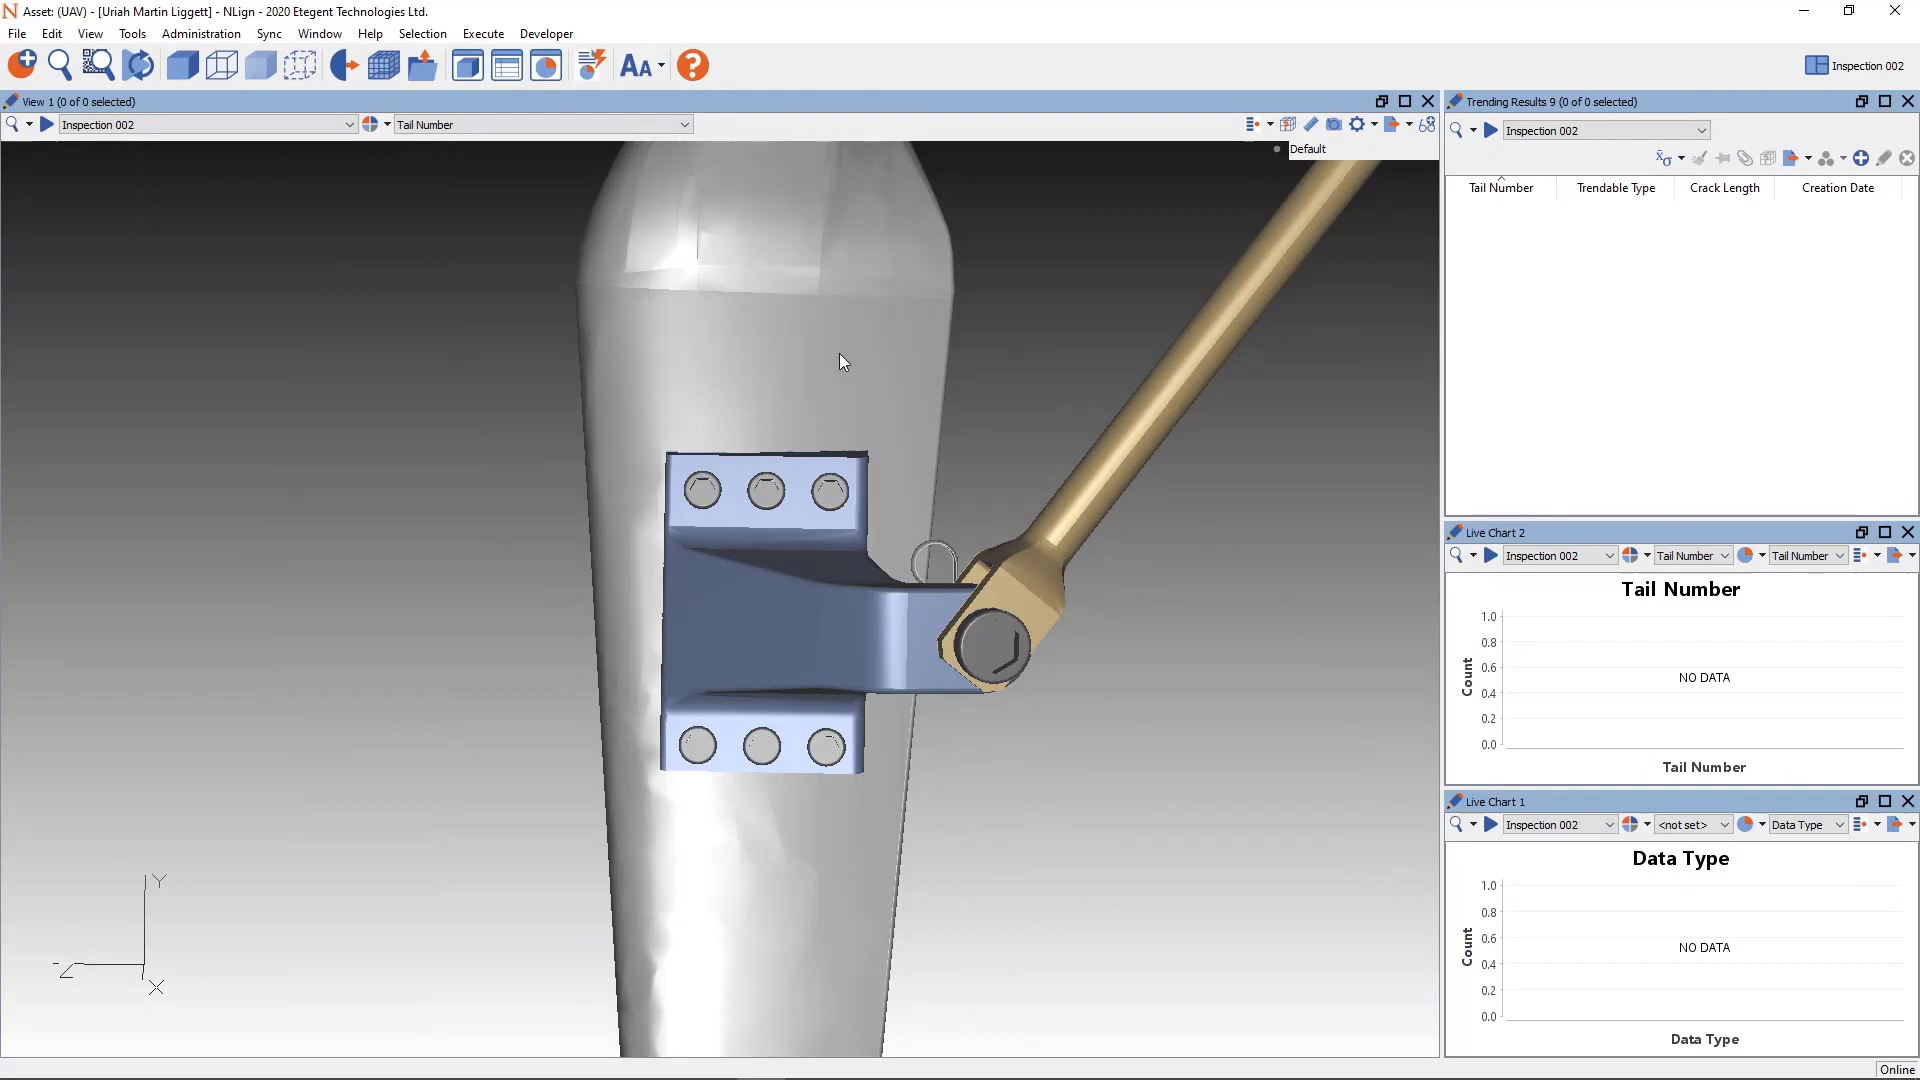 Asset: (UAV) - [Uriah Martin Liggett] - NLign - 2020 Etegent Technologies Ltd.
File Edit View Tools Administration Sync Window Help Selection Execute Developer
Aa ? Inspection 002
View 1 (0 of 0 selected)
Inspection 002 Tail Number
Default
Y
Z
X
Trending Results 9 (0 of 0 selected)
Inspection 002
x̄σ
Tail Number Trendable Type Crack Length Creation Date
Live Chart 2
Inspection 002 Tail Number Tail Number
Tail Number
1.0
0.8
0.6
0.4
0.2
0.0
Count
NO DATA
Tail Number
Live Chart 1
Inspection 002 <not set> Data Type
Data Type
1.0
0.8
0.6
0.4
0.2
0.0
Count
NO DATA
Data Type
Online